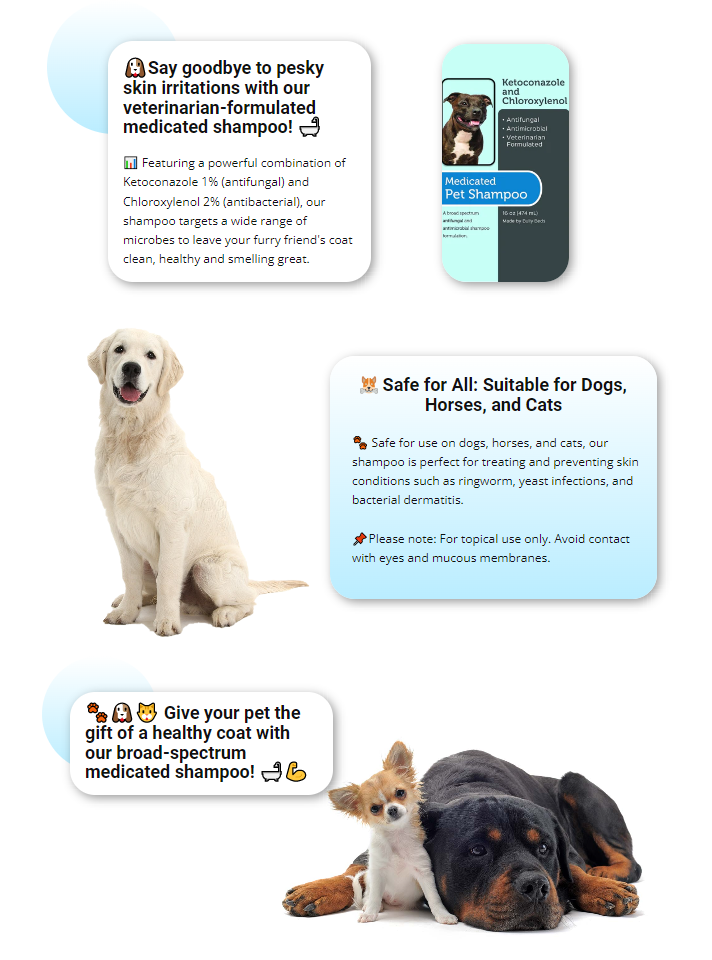 Say goodbye to pesky
skin irritations with our
veterinarian-formulated
medicated shampoo!
Featuring a powerful combination of
Ketoconazole 1% (antifungal) and
Chloroxylenol 2% (antibacterial), our
shampoo targets a wide range of
microbes to leave your furry friend's coat
clean, healthy and smelling great.
Ketoconazole
and
Chloroxylenol
• Antifungal
• Antimicrobial
• Veterinarian
Formulated
Medicated
Pet Shampoo
A broad spectrum
antifungal and
antimicrobial shampoo
formulation.
16 oz (474 mL)
Made by
Safe for All: Suitable for Dogs,
Horses, and Cats
Safe for use on dogs, horses, and cats, our
shampoo is perfect for treating and preventing skin
conditions such as ringworm, yeast infections, and
bacterial dermatitis.
Please note: For topical use only. Avoid contact
with eyes and mucous membranes.
Give your pet the
gift of a healthy coat with
our broad-spectrum
medicated shampoo!